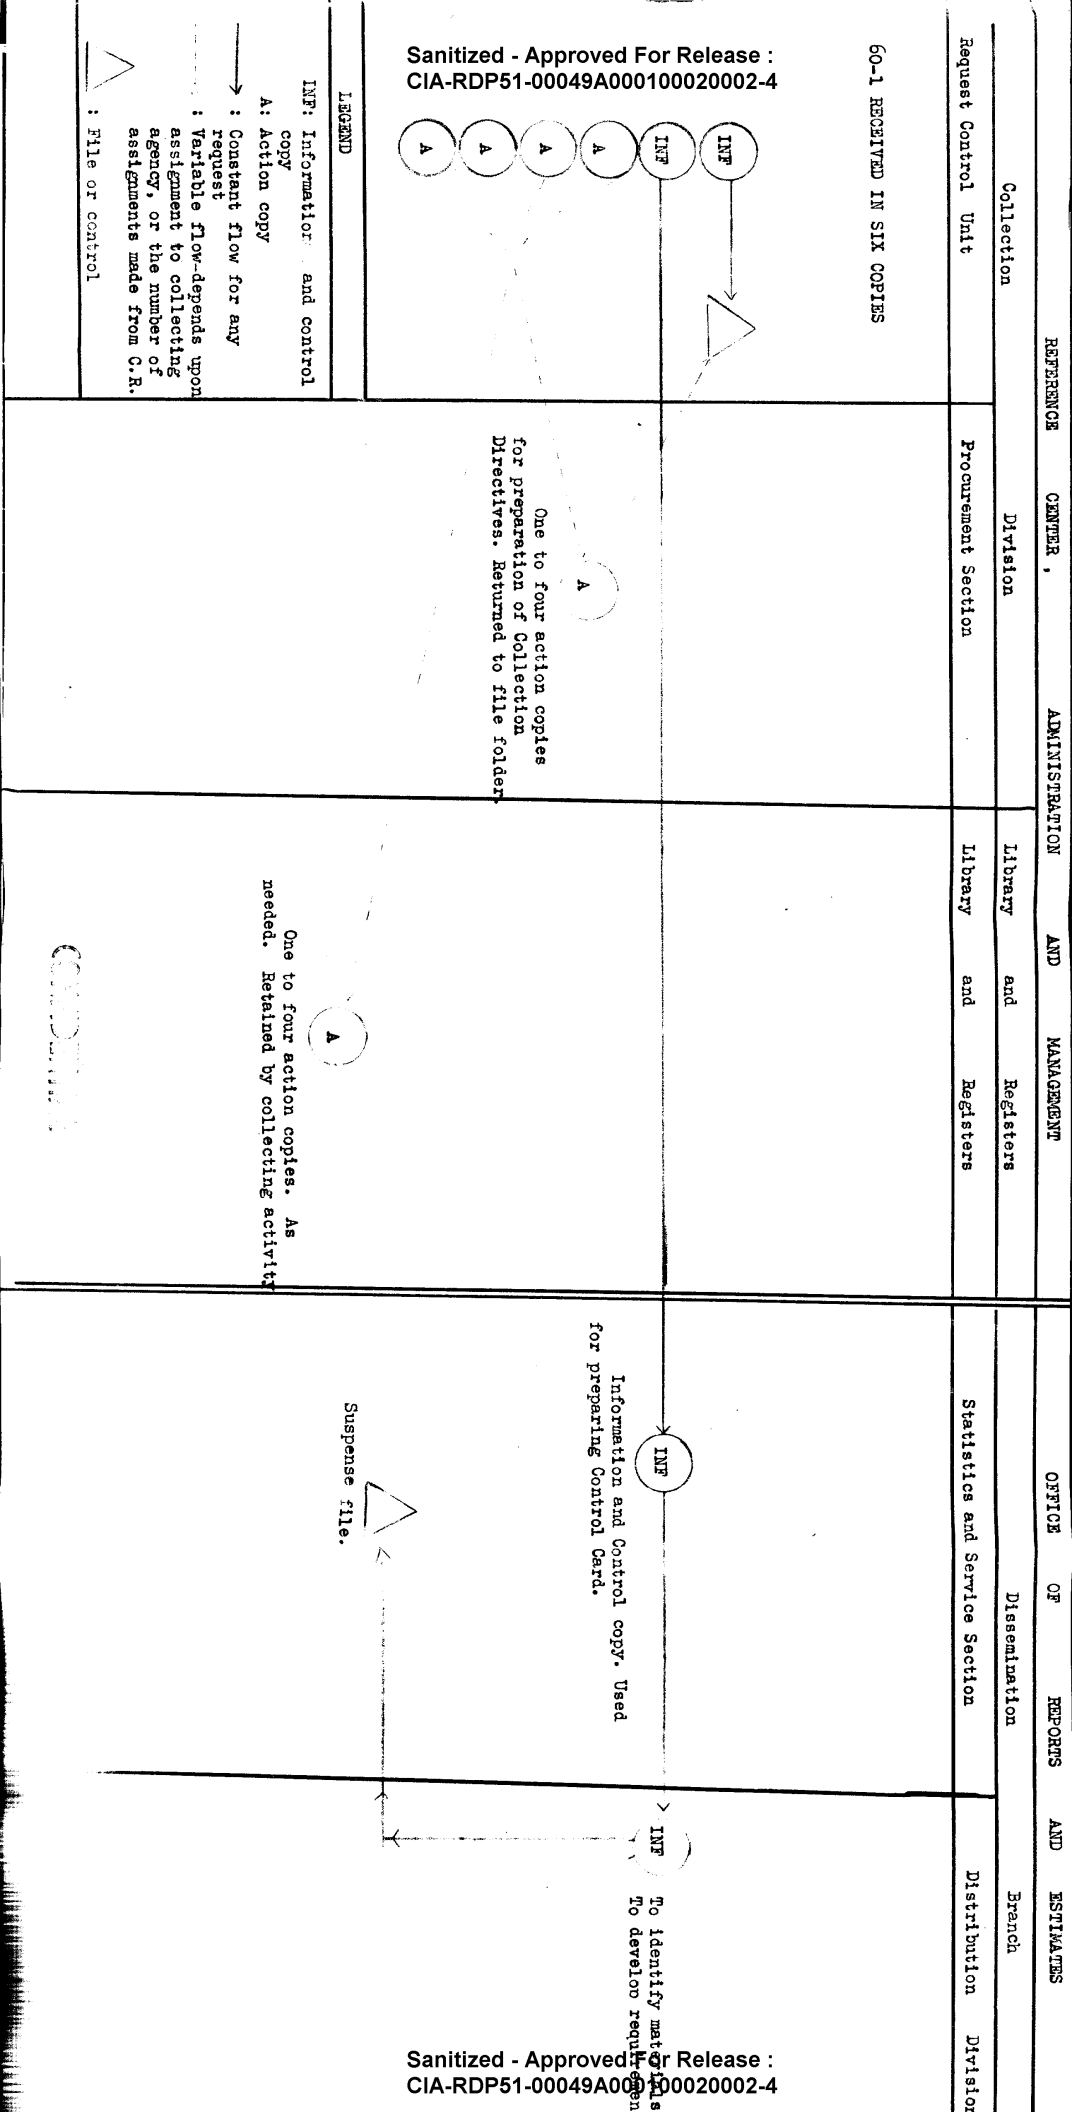 Sanitized - Approved For Release :
CIA-RDP51-00049A000100020002-4
REFERENCE CENTER , ADMINISTRATION AND MANAGEMENT
OFFICE OF REPORTS AND ESTIMATES
Collection Division
Library and Registers
Dissemination Branch
Request Control Unit
Procurement Section
Library and Registers
Statistics and Service Section
Distribution Division
60-1 RECEIVED IN SIX COPIES
INF
INF
A
A
A
A
A
One to four action copies
for preparation of Collection
Directives. Returned to file folder
A
One to four action copies. As
needed. Retained by collecting activity
INF
Information and Control copy. Used
for preparing Control Card.
Suspense file.
INF
To identify materials
To develop
LEGEND
INF: Information and control
copy
A: Action copy
: Constant flow for any
request
: Variable flow-depends upon
assignment to collecting
agency, or the number of
assignments made from C.R.
: File or control
Sanitized - Approved For Release :
CIA-RDP51-00049A000100020002-4